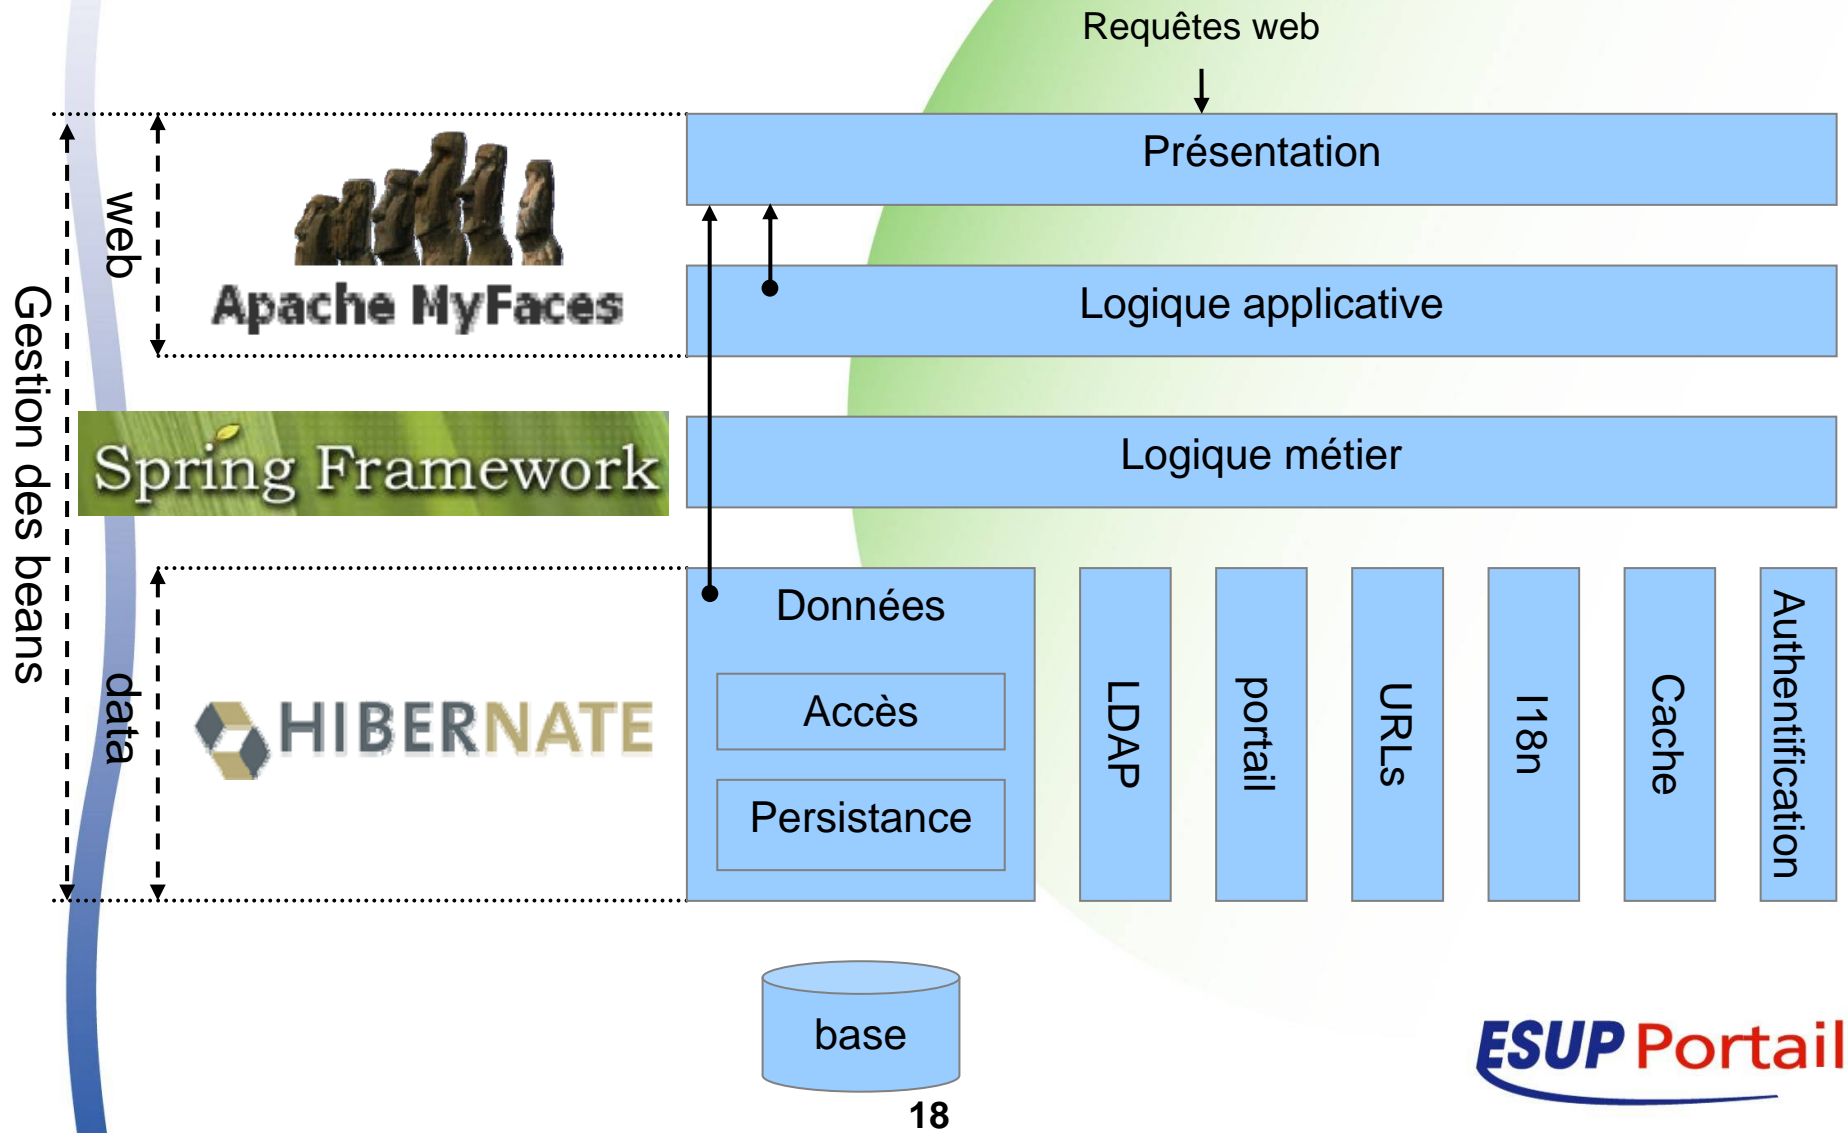 Requêtes web
Présentation
web
Apache MyFaces
Logique applicative
Gestion des beans
Spring Framework
Logique métier
data
HIBERNATE
Données
Accès
Persistance
LDAP
portail
URLs
I18n
Cache
Authentification
base
ESUP Portail
18